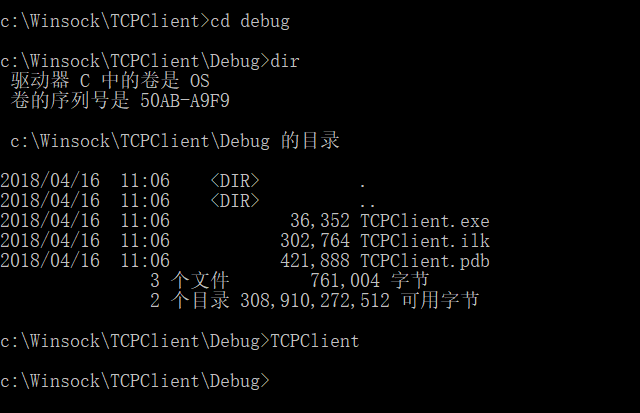 c:\Winsock\TCPClient>cd debug
c:\Winsock\TCPClient\Debug>dir
驱动器 C 中的卷是 OS
卷的序列号是 50AB-A9F9
c:\Winsock\TCPClient\Debug 的目录
2018/04/16  11:06    <DIR>          .
2018/04/16  11:06    <DIR>          ..
2018/04/16  11:06            36,352 TCPClient.exe
2018/04/16  11:06           302,764 TCPClient.ilk
2018/04/16  11:06           421,888 TCPClient.pdb
3 个文件        761,004 字节
2 个目录 308,910,272,512 可用字节
c:\Winsock\TCPClient\Debug>TCPClient
c:\Winsock\TCPClient\Debug>